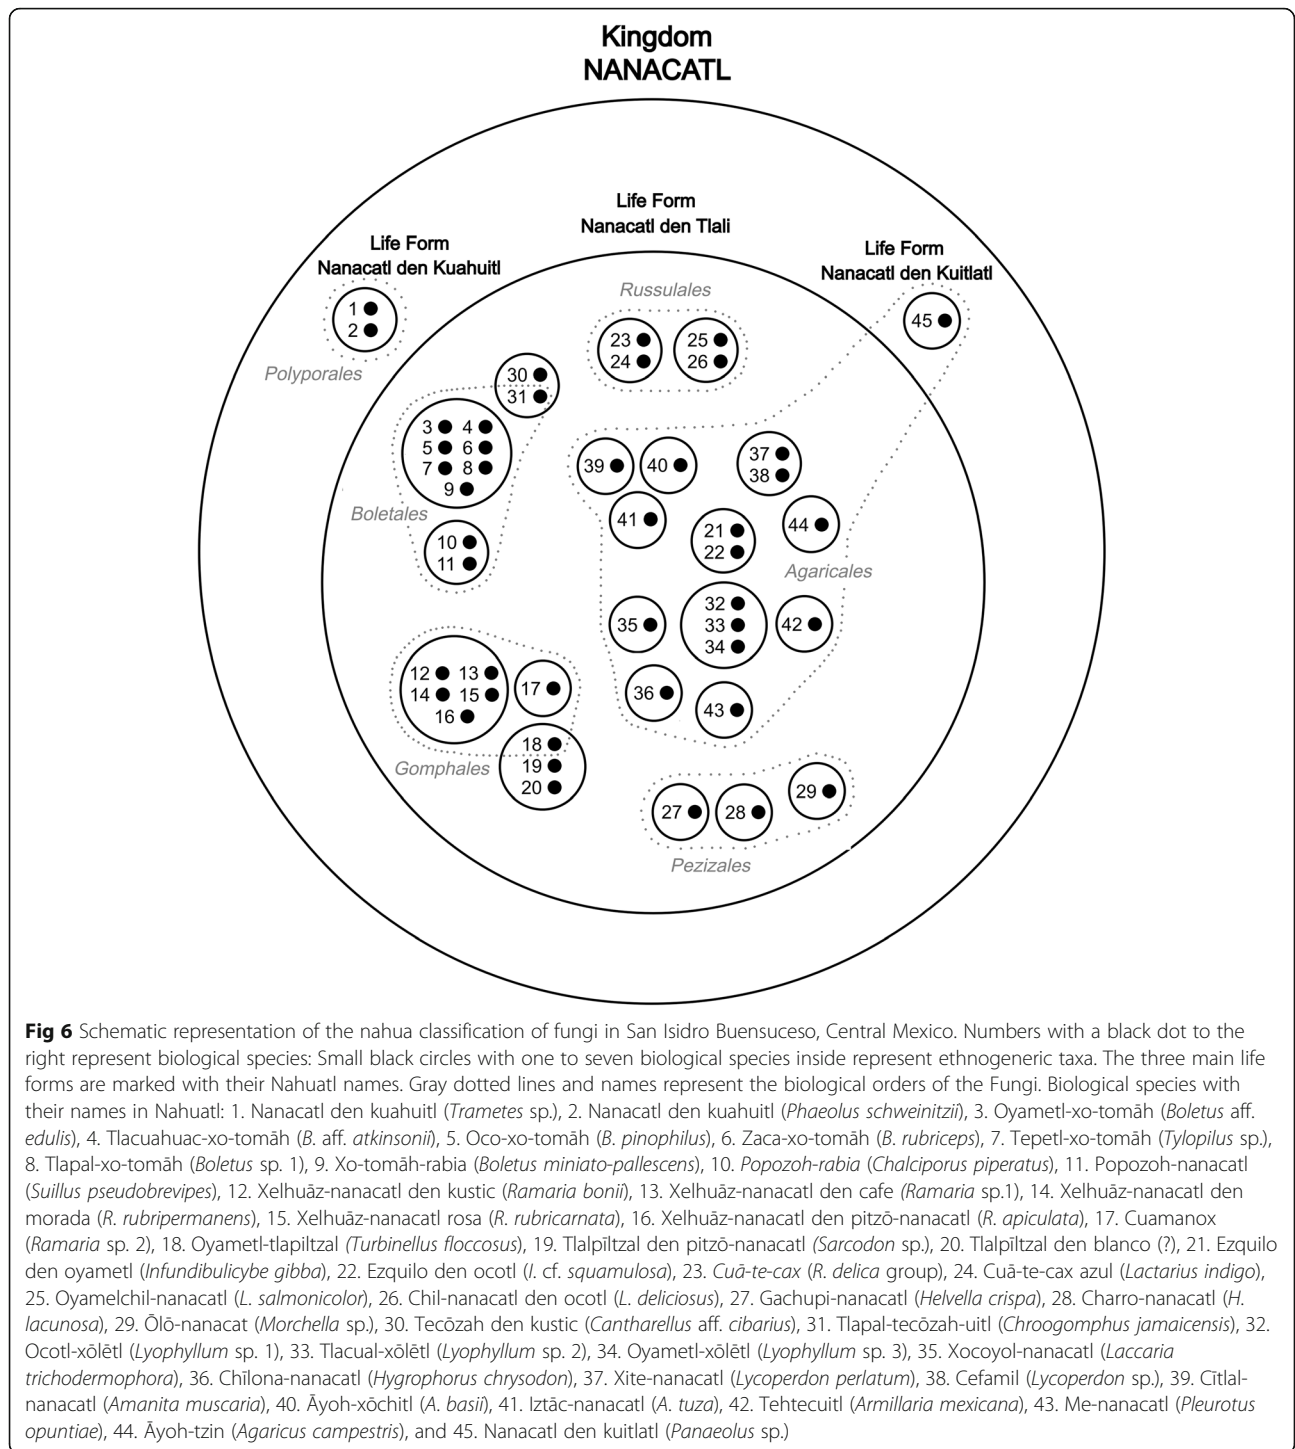 Kingdom
NANACATL
Life Form
Nanacatl den Tlali
Life Form
Nanacatl den Kuahuitl
Life Form
Nanacatl den Kuitlatl
Russulales
1
2
45
23
24
25
26
Polyporales
30
31
3 4
5 6
7 8
9
39
40
37
38
Boletales
41
44
10
11
21
22
Agaricales
35
32
33
34
42
12 13
14 15
16
17
36
43
18
19
20
Gomphales
27
28
29
Pezizales
Fig 6 Schematic representation of the nahua classification of fungi in San Isidro Buensuceso, Central Mexico. Numbers with a black dot to the
right represent biological species: Small black circles with one to seven biological species inside represent ethnogeneric taxa. The three main life
forms are marked with their Nahuatl names. Gray dotted lines and names represent the biological orders of the Fungi. Biological species with
their names in Nahuatl: 1. Nanacatl den kuahuitl (Trametes sp.), 2. Nanacatl den kuahuitl (Phaeolus schweinitzii), 3. Oyametl-xo-tomāh (Boletus aff.
edulis), 4. Tlacuahuac-xo-tomāh (B. aff. atkinsonii), 5. Oco-xo-tomāh (B. pinophilus), 6. Zaca-xo-tomāh (B. rubriceps), 7. Tepetl-xo-tomāh (Tylopilus sp.),
8. Tlapal-xo-tomāh (Boletus sp. 1), 9. Xo-tomāh-rabia (Boletus miniato-pallescens), 10. Popozoh-rabia (Chalciporus piperatus), 11. Popozoh-nanacatl
(Suillus pseudobrevipes), 12. Xelhuāz-nanacatl den kustic (Ramaria bonii), 13. Xelhuāz-nanacatl den cafe (Ramaria sp.1), 14. Xelhuāz-nanacatl den
morada (R. rubripermanens), 15. Xelhuāz-nanacatl rosa (R. rubricarnata), 16. Xelhuāz-nanacatl den pitzō-nanacatl (R. apiculata), 17. Cuamanox
(Ramaria sp. 2), 18. Oyametl-tlapiltzal (Turbinellus floccosus), 19. Tlalpīltzal den pitzō-nanacatl (Sarcodon sp.), 20. Tlalpīltzal den blanco (?), 21. Ezquilo
den oyametl (Infundibulicybe gibba), 22. Ezquilo den ocotl (I. cf. squamulosa), 23. Cuā-te-cax (R. delica group), 24. Cuā-te-cax azul (Lactarius indigo),
25. Oyamelchil-nanacatl (L. salmonicolor), 26. Chil-nanacatl den ocotl (L. deliciosus), 27. Gachupi-nanacatl (Helvella crispa), 28. Charro-nanacatl (H.
lacunosa), 29. Ōlō-nanacat (Morchella sp.), 30. Tecōzah den kustic (Cantharellus aff. cibarius), 31. Tlapal-tecōzah-uitl (Chroogomphus jamaicensis), 32.
Ocotl-xōlētl (Lyophyllum sp. 1), 33. Tlacual-xōlētl (Lyophyllum sp. 2), 34. Oyametl-xōlētl (Lyophyllum sp. 3), 35. Xocoyol-nanacatl (Laccaria
trichodermophora), 36. Chīlona-nanacatl (Hygrophorus chrysodon), 37. Xite-nanacatl (Lycoperdon perlatum), 38. Cefamil (Lycoperdon sp.), 39. Cītlal-
nanacatl (Amanita muscaria), 40. Āyoh-xōchitl (A. basii), 41. Iztāc-nanacatl (A. tuza), 42. Tehtecuitl (Armillaria mexicana), 43. Me-nanacatl (Pleurotus
opuntiae), 44. Āyoh-tzin (Agaricus campestris), and 45. Nanacatl den kuitlatl (Panaeolus sp.)